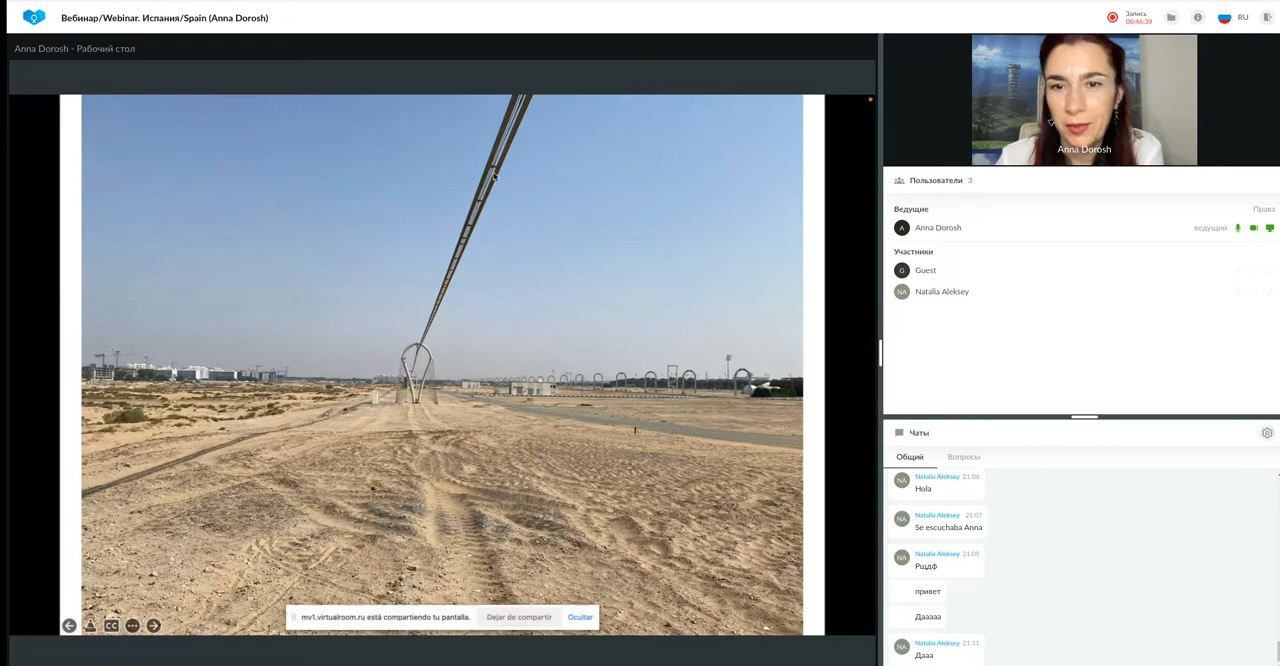 Вебинар/Webinar. Испания/Spain (Anna Dorosh)
Запись
00:46:39
RU
Anna Dorosh - Рабочий стол
Anna Dorosh
Пользователи 3
Ведущие Права
A Anna Dorosh ведущий
Участники
G Guest
NA Natalia Aleksey
Чаты
Общий Вопросы
NA Natalia Aleksey 21:06
Hola
NA Natalia Aleksey 21:07
Se escuchaba Anna
NA Natalia Aleksey 21:09
Рщдф
привет
Дааааа
NA Natalia Aleksey 21:11
Дааа
mv1.virtualroom.ru está compartiendo tu pantalla. Dejar de compartir Ocultar
CC